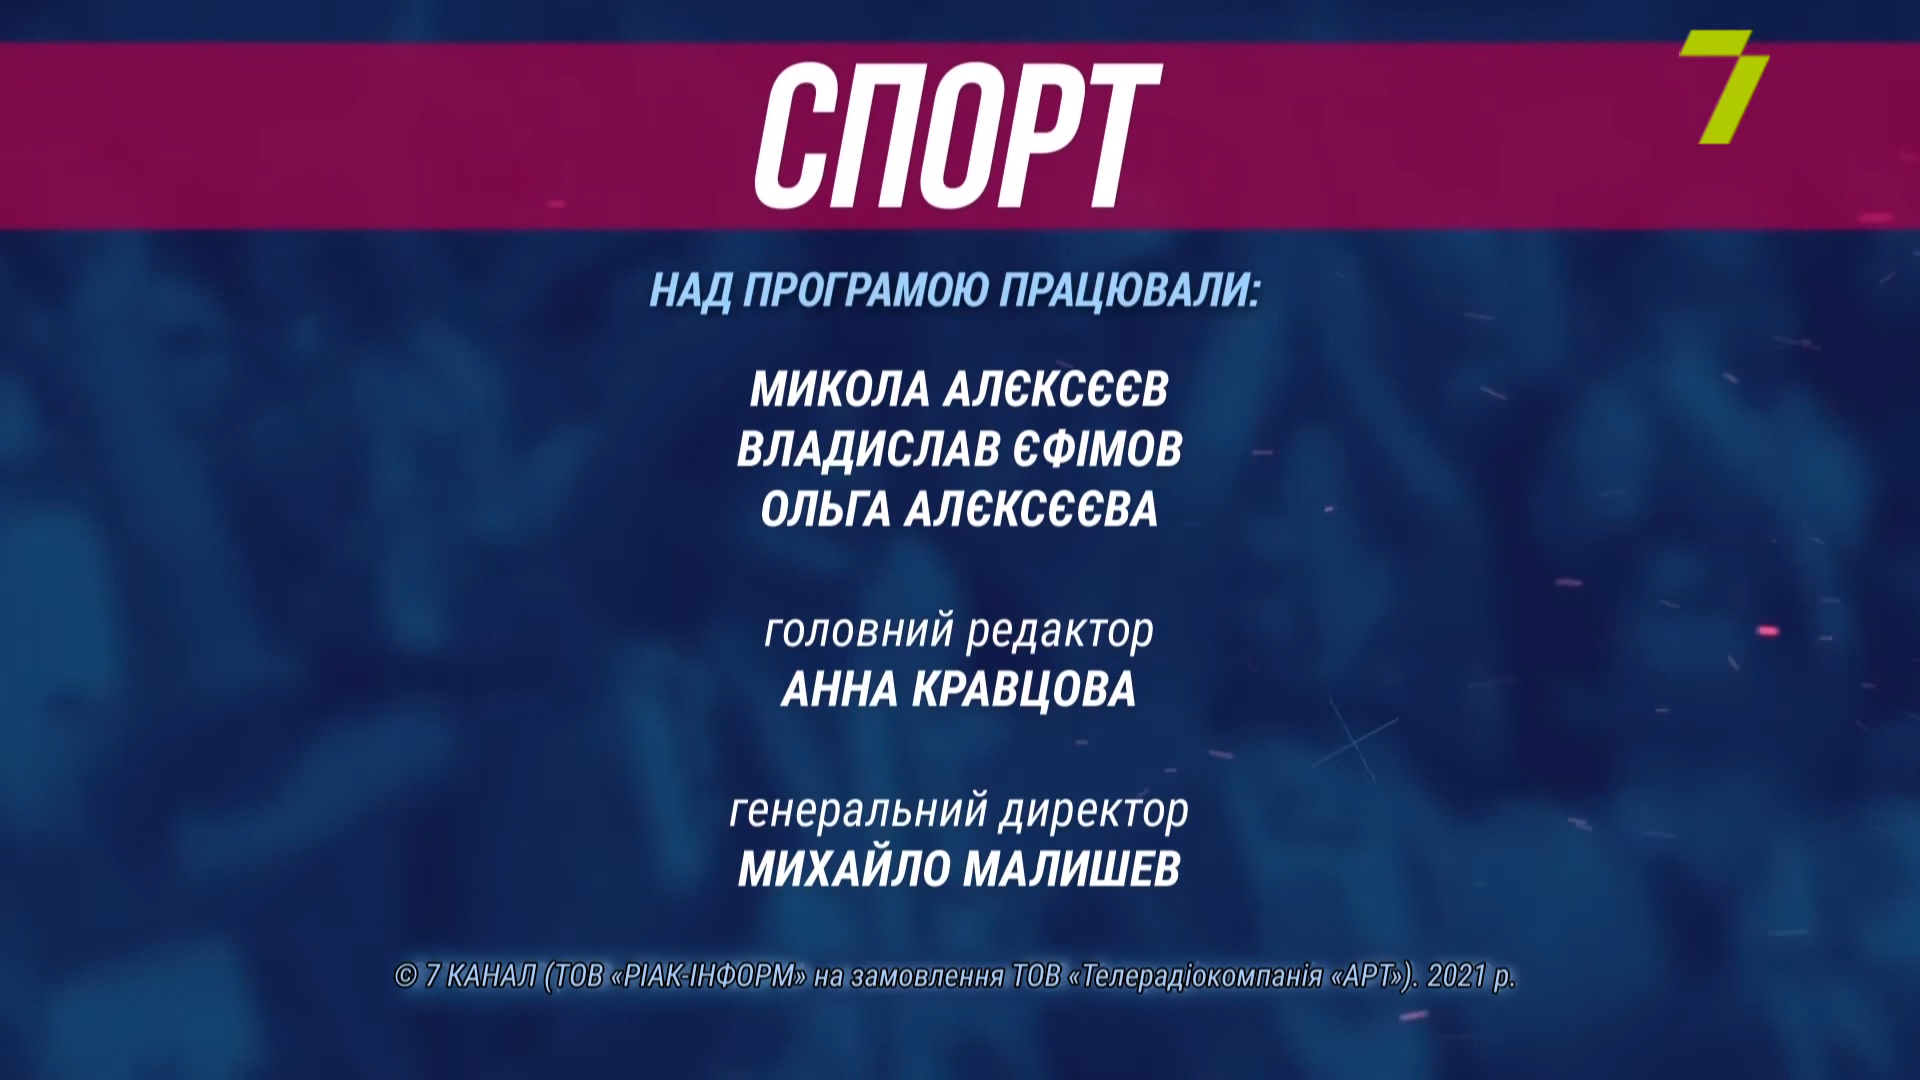 СПОРТ
7
НАД ПРОГРАМОЮ ПРАЦЮВАЛИ:
МИКОЛА АЛЄКСЄЄВ
ВЛАДИСЛАВ ЄФІМОВ
ОЛЬГА АЛЄКСЄЄВА
головний редактор
АННА КРАВЦОВА
генеральний директор
МИХАЙЛО МАЛИШЕВ
© 7 КАНАЛ (ТОВ «РІАК-ІНФОРМ» на замовлення ТОВ «Телерадіокомпанія «АРТ»). 2021 р.